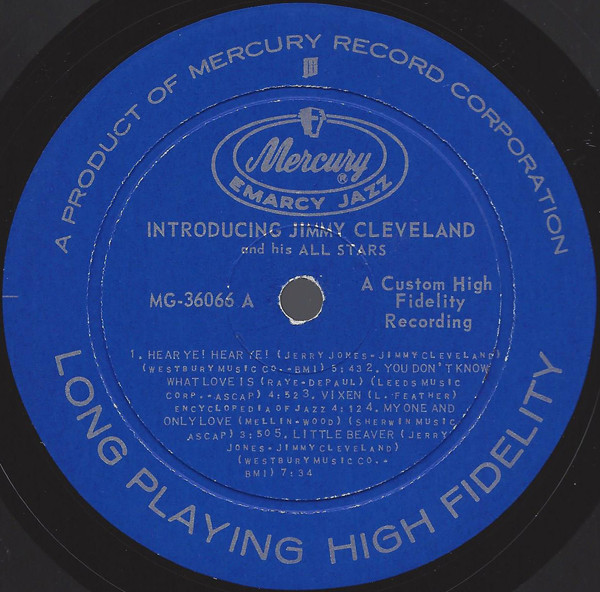 A PRODUCT OF MERCURY RECORD CORPORATION
Mercury ®
EMARCY JAZZ
INTRODUCING JIMMY CLEVELAND
and his ALL STARS
MG-36066 A
A Custom High
Fidelity
Recording
1. HEAR YE! HEAR YE! (JERRY JONES-JIMMY CLEVELAND)
(WESTBURY MUSIC CO.-BMI) 5:43 2. YOU DON'T KNOW
WHAT LOVE IS (RAYE-DEPAUL) (LEEDS MUSIC
CORP.-ASCAP) 4:52 3. VIXEN (L. FEATHER)
ENCYCLOPEDIA OF JAZZ 4:12 4. MY ONE AND
ONLY LOVE (MELLIN-WOOD) (SHERWIN MUSIC
ASCAP) 3:50 5. LITTLE BEAVER (JERRY
JONES-JIMMY CLEVELAND)
(WESTBURY MUSIC CO.-
BMI) 7:34
LONG PLAYING HIGH FIDELITY